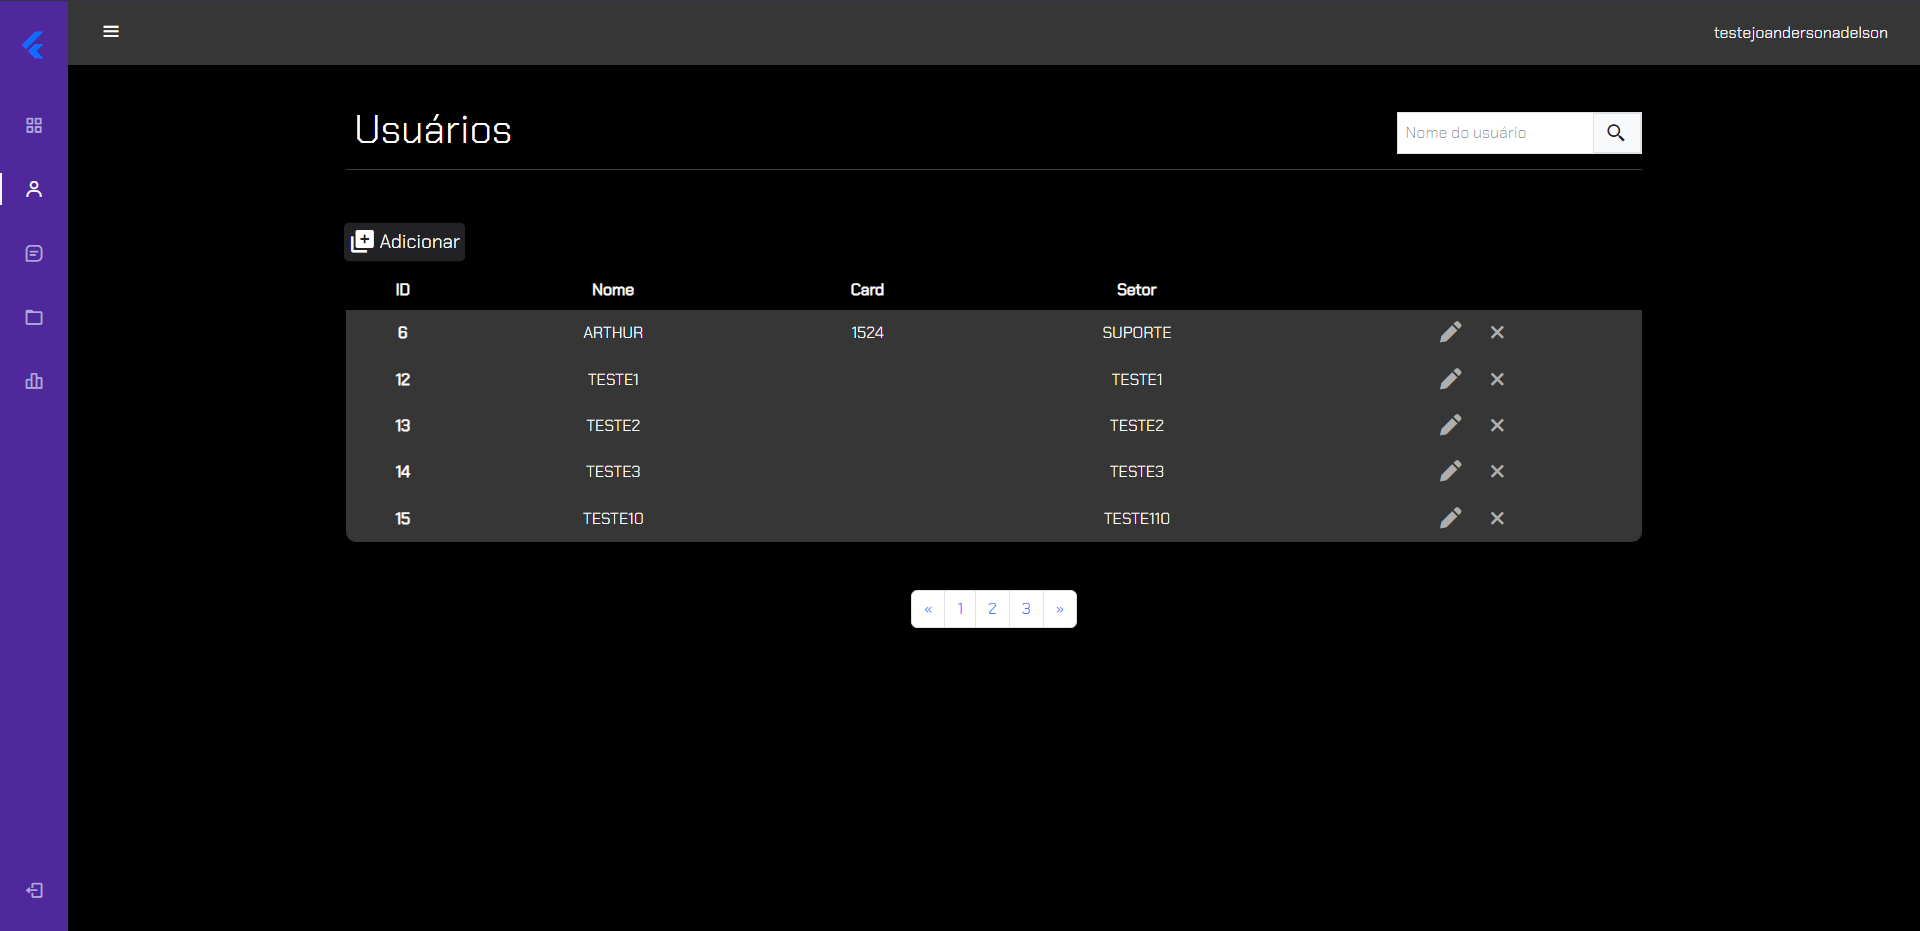 testejoandersonadelson
Usuários
Nome do usuário
Adicionar
ID Nome Card Setor
6 ARTHUR 1524 SUPORTE
12 TESTE1 TESTE1
13 TESTE2 TESTE2
14 TESTE3 TESTE3
15 TESTE10 TESTE110
« 1 2 3 »